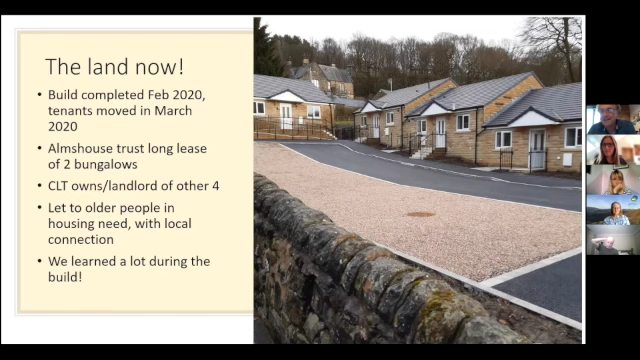 The land now!
• Build completed Feb 2020,
tenants moved in March
2020
• Almshouse trust long lease
of 2 bungalows
• CLT owns/landlord of other 4
• Let to older people in
housing need, with local
connection
• We learned a lot during the
build!